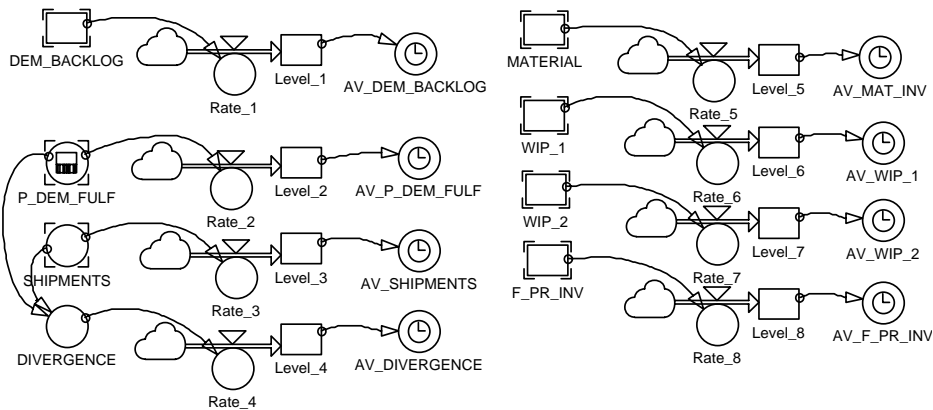 DEM_BACKLOG
Rate_1
Level_1
AV_DEM_BACKLOG
P_DEM_FULF
Rate_2
Level_2
AV_P_DEM_FULF
SHIPMENTS
Rate_3
Level_3
AV_SHIPMENTS
DIVERGENCE
Rate_4
Level_4
AV_DIVERGENCE
MATERIAL
Rate_5
Level_5
AV_MAT_INV
WIP_1
Rate_6
Level_6
AV_WIP_1
WIP_2
Rate_7
Level_7
AV_WIP_2
F_PR_INV
Rate_8
Level_8
AV_F_PR_INV